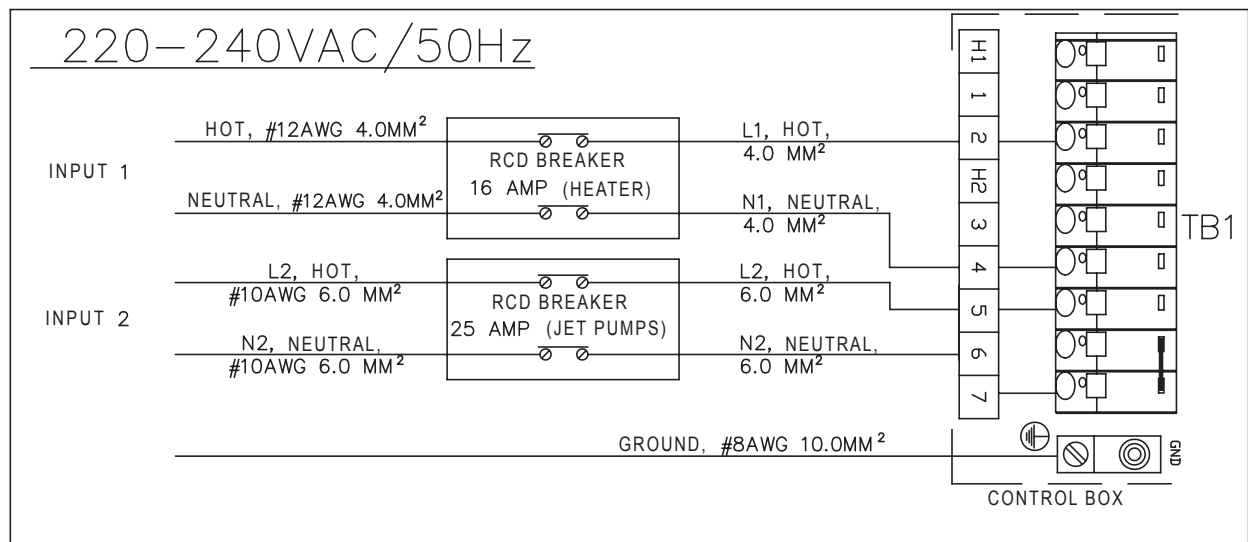 220-240VAC/50Hz
INPUT 1
HOT, #12AWG 4.0MM²
NEUTRAL, #12AWG 4.0MM²
RCD BREAKER
16 AMP (HEATER)
L1, HOT,
4.0 MM²
N1, NEUTRAL,
4.0 MM²
INPUT 2
L2, HOT,
#10AWG 6.0 MM²
N2, NEUTRAL,
#10AWG 6.0 MM²
RCD BREAKER
25 AMP (JET PUMPS)
L2, HOT,
6.0 MM²
N2, NEUTRAL,
6.0 MM²
GROUND, #8AWG 10.0MM²
H1
1
2
H2
3
4
5
6
7
TB1
GND
CONTROL BOX